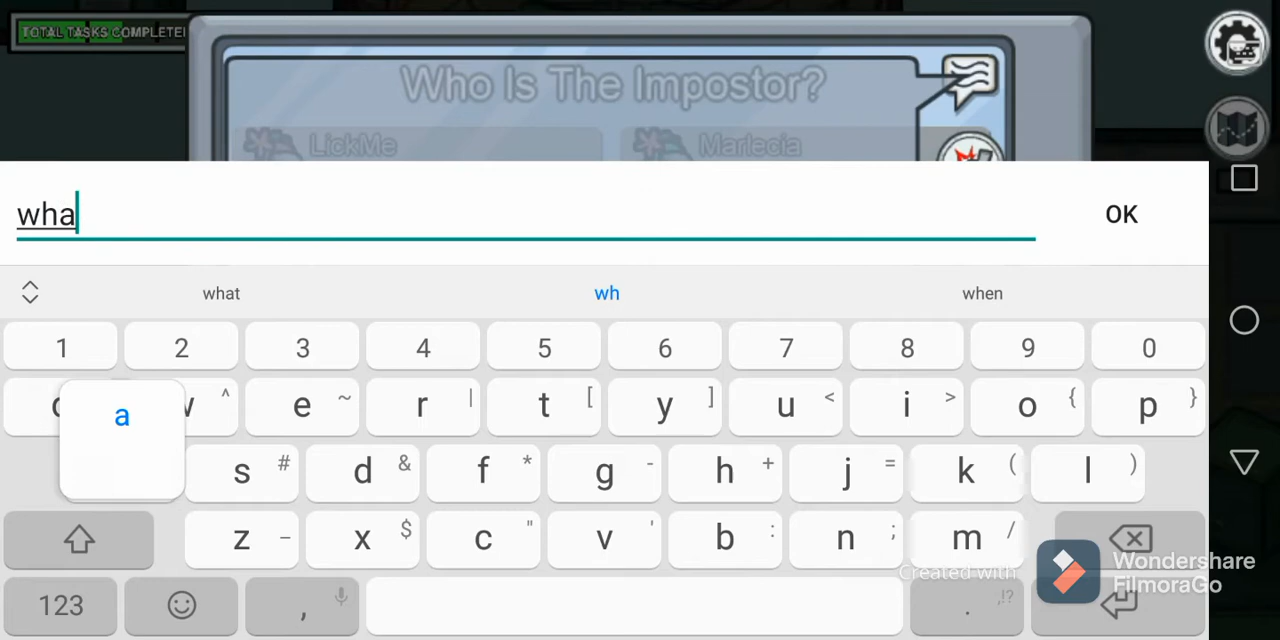 TOTAL TASKS COMPLETE
Who Is The Impostor?
LickMe Marlecia
wha OK
what wh when
1 2 3 4 5 6 7 8 9 0
w ^ e ~ r | t [ y ] u < i > o { p }
a s # d & f * g - h + j = k ( l )
z – x $ c " v ' b : n ; m /
Created with Wondershare
FilmoraGo
123 , . ,!?